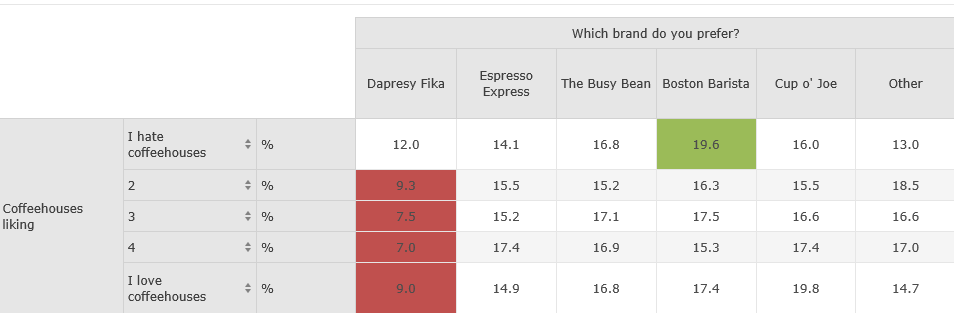 Which brand do you prefer?
Dapresy Fika Espresso Express The Busy Bean Boston Barista Cup o' Joe Other
Coffeehouses liking
I hate coffeehouses % 12.0 14.1 16.8 19.6 16.0 13.0
2 % 9.3 15.5 15.2 16.3 15.5 18.5
3 % 7.5 15.2 17.1 17.5 16.6 16.6
4 % 7.0 17.4 16.9 15.3 17.4 17.0
I love coffeehouses % 9.0 14.9 16.8 17.4 19.8 14.7